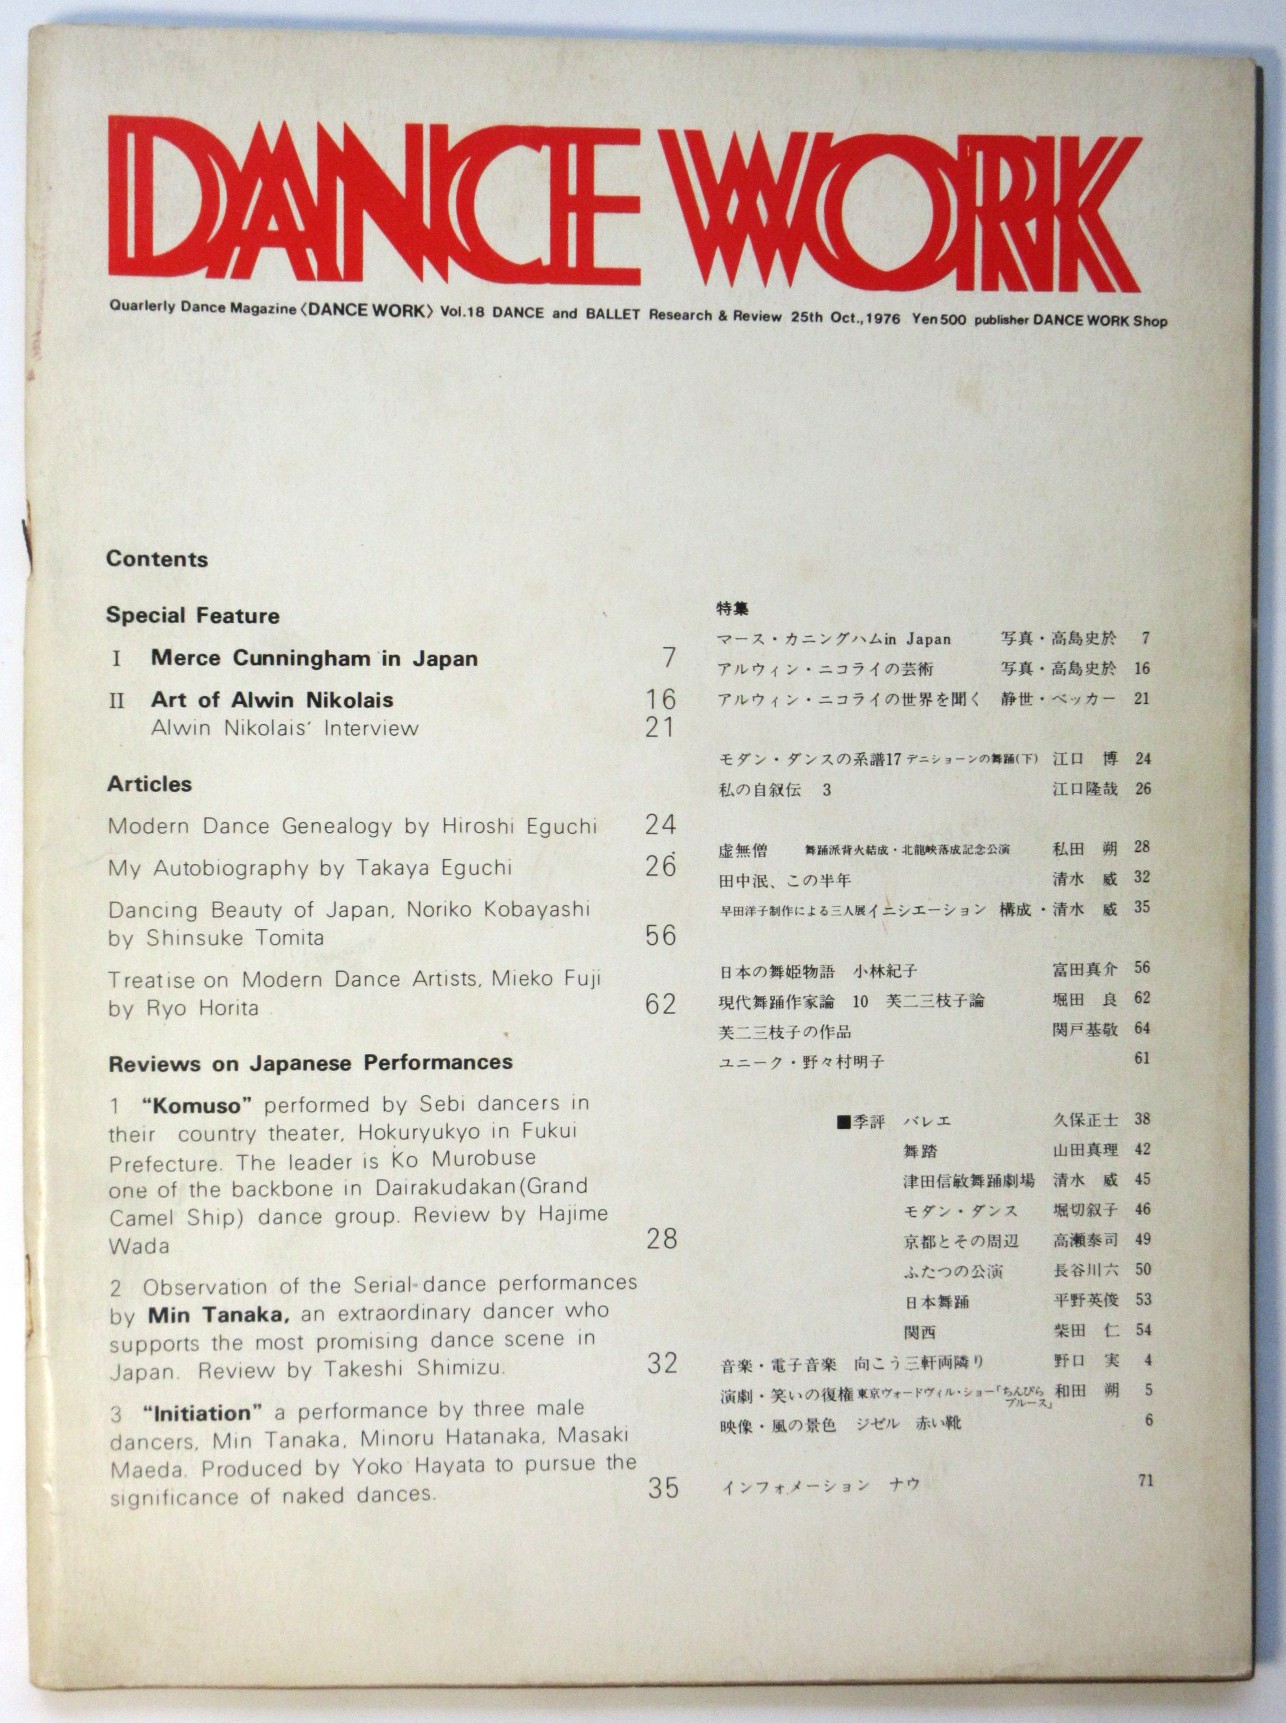 DANCE WORK
Quarlerly Dance Magazine〈DANCE WORK〉Vol.18 DANCE and BALLET Research & Review 25th Oct.,1976 Yen500 publisher DANCE WORK Shop
Contents
Special Feature
I Merce Cunningham in Japan 7
II Art of Alwin Nikolais 16
Alwin Nikolais' Interview 21
Articles
Modern Dance Genealogy by Hiroshi Eguchi 24
My Autobiography by Takaya Eguchi 26
Dancing Beauty of Japan, Noriko Kobayashi
by Shinsuke Tomita 56
Treatise on Modern Dance Artists, Mieko Fuji
by Ryo Horita 62
Reviews on Japanese Performances
1 "Komuso" performed by Sebi dancers in
their country theater, Hokuryukyo in Fukui
Prefecture. The leader is Ko Murobuse
one of the backbone in Dairakudakan(Grand
Camel Ship) dance group. Review by Hajime
Wada 28
2 Observation of the Serial-dance performances
by Min Tanaka, an extraordinary dancer who
supports the most promising dance scene in
Japan. Review by Takeshi Shimizu. 32
3 "Initiation" a performance by three male
dancers, Min Tanaka, Minoru Hatanaka, Masaki
Maeda. Produced by Yoko Hayata to pursue the
significance of naked dances. 35
特集
マース・カニングハムin Japan 写真・高島史於 7
アルウィン・ニコライの芸術 写真・高島史於 16
アルウィン・ニコライの世界を聞く 静世・ベッカー 21
モダン・ダンスの系譜17 デニショーンの舞踊(下) 江口 博 24
私の自叙伝 3 江口隆哉 26
虚無僧 舞踊派背火結成・北龍峡落成記念公演 私田 朔 28
田中泯、この半年 清水 威 32
早田洋子制作による三人展イニシエーション 構成・清水 威 35
日本の舞姫物語 小林紀子 富田真介 56
現代舞踊作家論 10 芙二三枝子論 堀田 良 62
芙二三枝子の作品 関戸基敬 64
ユニーク・野々村明子 61
■季評 バレエ 久保正士 38
舞踏 山田真理 42
津田信敏舞踊劇場 清水 威 45
モダン・ダンス 堀切叙子 46
京都とその周辺 高瀬泰司 49
ふたつの公演 長谷川六 50
日本舞踊 平野英俊 53
関西 柴田 仁 54
音楽・電子音楽 向こう三軒両隣り 野口 実 4
演劇・笑いの復権 東京ヴォードヴィル・ショー「ちんぴらブルース」 和田 朔 5
映像・風の景色 ジゼル 赤い靴 6
インフォメーション ナウ 71